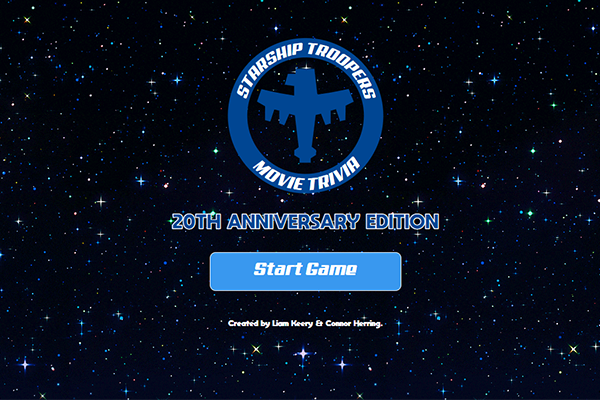 STARSHIP TROOPERS
MOVIE TRIVIA
20TH ANNIVERSARY EDITION
Start Game
Created by Liam Keery & Connor Herring.